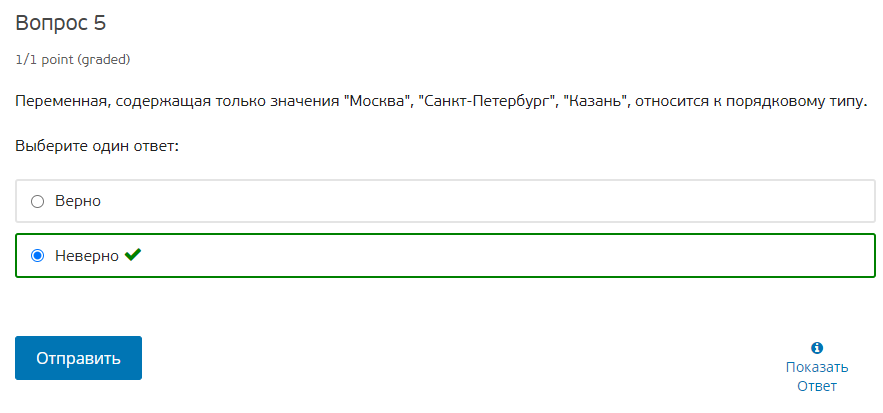 Вопрос 5
1/1 point (graded)
Переменная, содержащая только значения "Москва", "Санкт-Петербург", "Казань", относится к порядковому типу.
Выберите один ответ:
Верно
Неверно
Отправить
Показать
Ответ